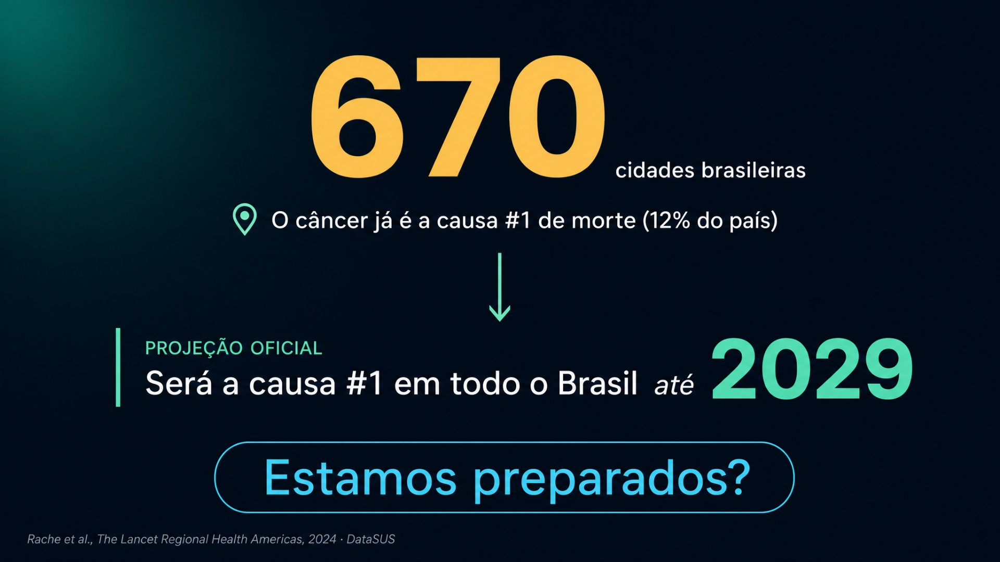 670 cidades brasileiras
O câncer já é a causa #1 de morte (12% do país)
PROJEÇÃO OFICIAL
Será a causa #1 em todo o Brasil até 2029
Estamos preparados?
Rache et al., The Lancet Regional Health Americas, 2024 · DataSUS